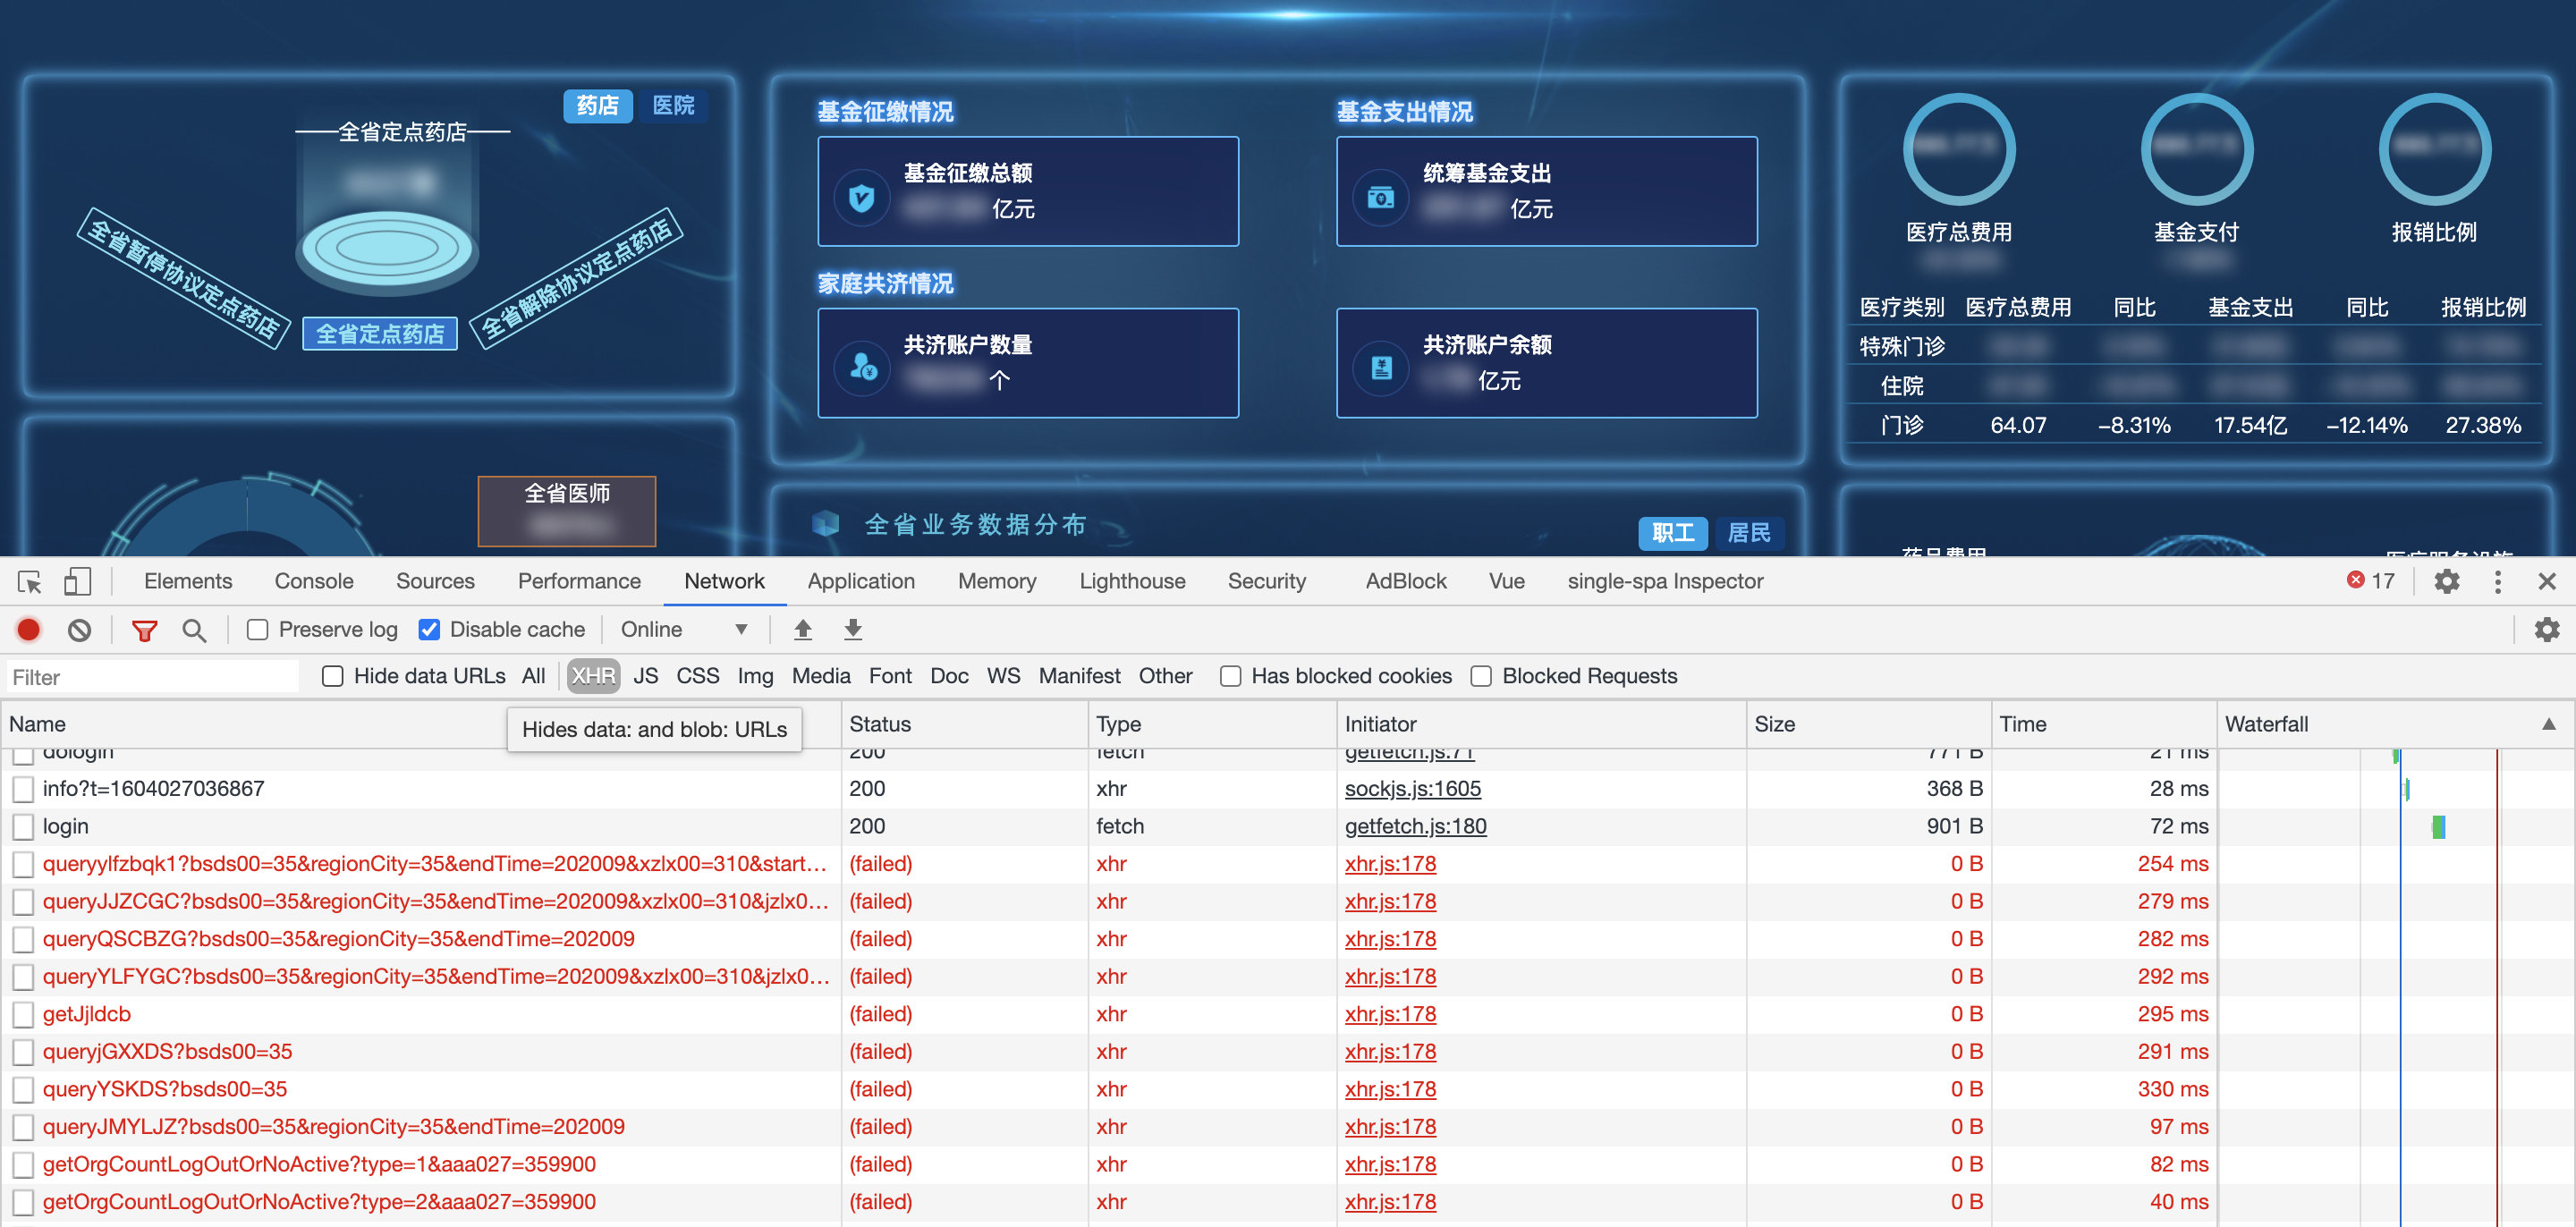 药店 医院
全省定点药店
全省暂停协议定点药店
全省定点药店
全省解除协议定点药店
全省医师
基金征缴情况
基金征缴总额
亿元
基金支出情况
统筹基金支出
亿元
家庭共济情况
共济账户数量
个
共济账户余额
亿元
全省业务数据分布
职工 居民
医疗总费用 基金支付 报销比例
医疗类别 医疗总费用 同比 基金支出 同比 报销比例
特殊门诊
住院
门诊 64.07 -8.31% 17.54亿 -12.14% 27.38%
药品费用 医疗服务设施
Elements Console Sources Performance Network Application Memory Lighthouse Security AdBlock Vue single-spa Inspector 17
Preserve log Disable cache Online
Filter Hide data URLs All XHR JS CSS Img Media Font Doc WS Manifest Other Has blocked cookies Blocked Requests
Name Status Type Initiator Size Time Waterfall
Hides data: and blob: URLs
dologin 200 fetch getfetch.js:71 771 B 21 ms
info?t=1604027036867 200 xhr sockjs.js:1605 368 B 28 ms
login 200 fetch getfetch.js:180 901 B 72 ms
queryylfzbqk1?bsds00=35&regionCity=35&endTime=202009&xzlx00=310&start... (failed) xhr xhr.js:178 0 B 254 ms
queryJJZCGC?bsds00=35&regionCity=35&endTime=202009&xzlx00=310&jzlx0... (failed) xhr xhr.js:178 0 B 279 ms
queryQSCBZG?bsds00=35&regionCity=35&endTime=202009 (failed) xhr xhr.js:178 0 B 282 ms
queryYLFYGC?bsds00=35&regionCity=35&endTime=202009&xzlx00=310&jzlx0... (failed) xhr xhr.js:178 0 B 292 ms
getJjldcb (failed) xhr xhr.js:178 0 B 295 ms
queryjGXXDS?bsds00=35 (failed) xhr xhr.js:178 0 B 291 ms
queryYSKDS?bsds00=35 (failed) xhr xhr.js:178 0 B 330 ms
queryJMYLJZ?bsds00=35&regionCity=35&endTime=202009 (failed) xhr xhr.js:178 0 B 97 ms
getOrgCountLogOutOrNoActive?type=1&aaa027=359900 (failed) xhr xhr.js:178 0 B 82 ms
getOrgCountLogOutOrNoActive?type=2&aaa027=359900 (failed) xhr xhr.js:178 0 B 40 ms